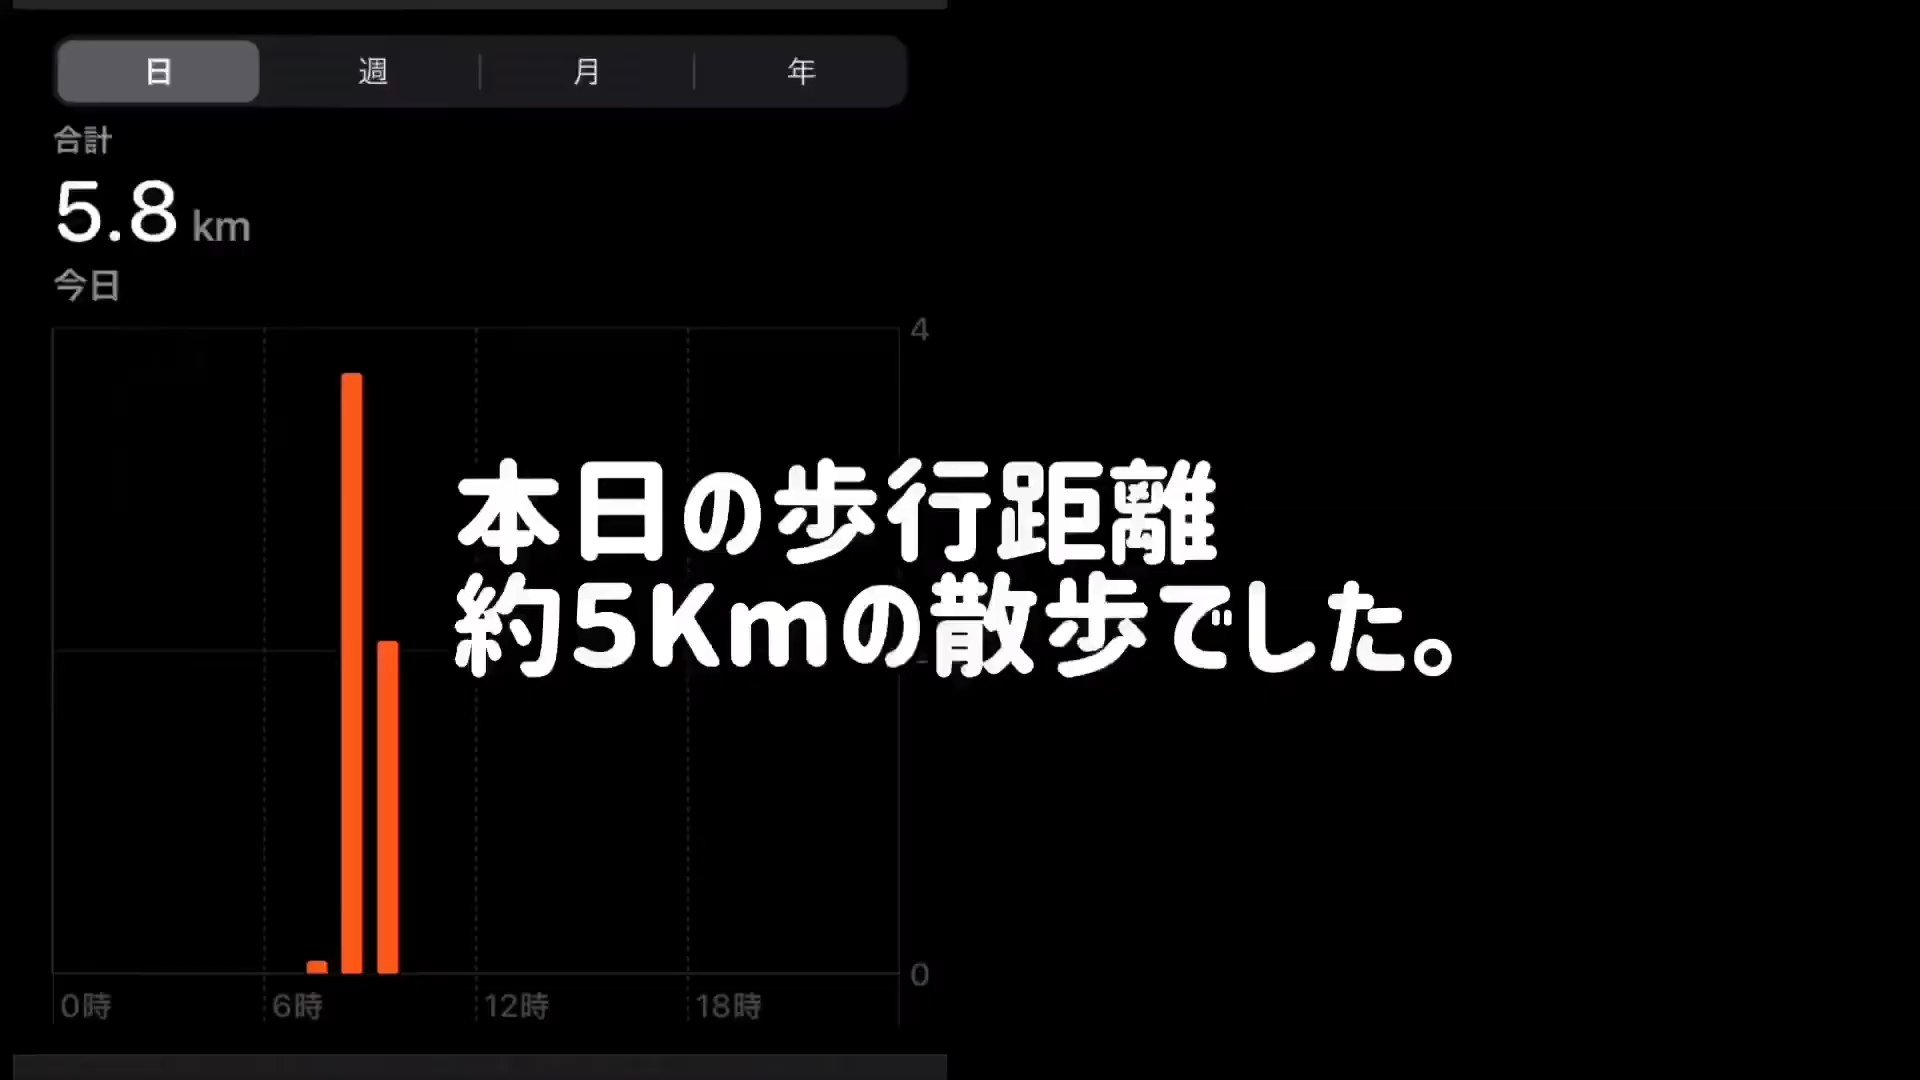 日 週 月 年
合計
5.8 km
今日
4
本日の歩行距離
約5Kmの散歩でした。
0
0時 6時 12時 18時